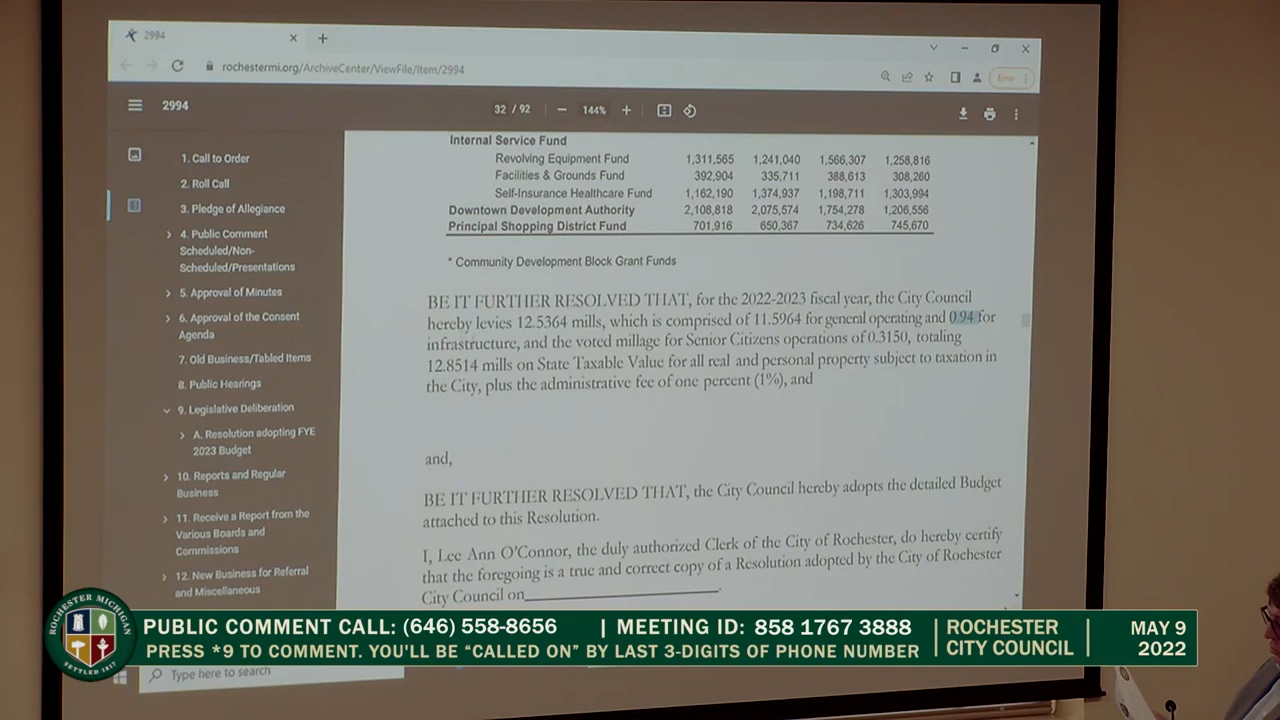 2994
rochestermi.org/ArchiveCenter/ViewFile/Item/2994
Error
2994
32 / 92
144%
1. Call to Order
2. Roll Call
3. Pledge of Allegiance
4. Public Comment
Scheduled/Non-
Scheduled/Presentations
5. Approval of Minutes
6. Approval of the Consent
Agenda
7. Old Business/Tabled Items
8. Public Hearings
9. Legislative Deliberation
A. Resolution adopting FYE
2023 Budget
10. Reports and Regular
Business
11. Receive a Report from the
Various Boards and
Commissions
12. New Business for Referral
and Miscellaneous
Internal Service Fund
Revolving Equipment Fund 1,311,565 1,241,040 1,566,307 1,258,816
Facilities & Grounds Fund 392,904 335,711 388,613 308,260
Self-Insurance Healthcare Fund 1,162,190 1,374,937 1,198,711 1,303,994
Downtown Development Authority 2,108,818 2,075,574 1,754,278 1,206,556
Principal Shopping District Fund 701,916 650,367 734,626 745,670
* Community Development Block Grant Funds
BE IT FURTHER RESOLVED THAT, for the 2022-2023 fiscal year, the City Council
hereby levies 12.5364 mills, which is comprised of 11.5964 for general operating and 0.94 for
infrastructure, and the voted millage for Senior Citizens operations of 0.3150, totaling
12.8514 mills on State Taxable Value for all real and personal property subject to taxation in
the City, plus the administrative fee of one percent (1%), and
and,
BE IT FURTHER RESOLVED THAT, the City Council hereby adopts the detailed Budget
attached to this Resolution.
I, Lee Ann O'Connor, the duly authorized Clerk of the City of Rochester, do hereby certify
that the foregoing is a true and correct copy of a Resolution adopted by the City of Rochester
City Council on
ROCHESTER MICHIGAN
SETTLED 1817
PUBLIC COMMENT CALL: (646) 558-8656 | MEETING ID: 858 1767 3888
PRESS *9 TO COMMENT. YOU'LL BE "CALLED ON" BY LAST 3-DIGITS OF PHONE NUMBER
ROCHESTER
CITY COUNCIL
MAY 9
2022
Type here to search